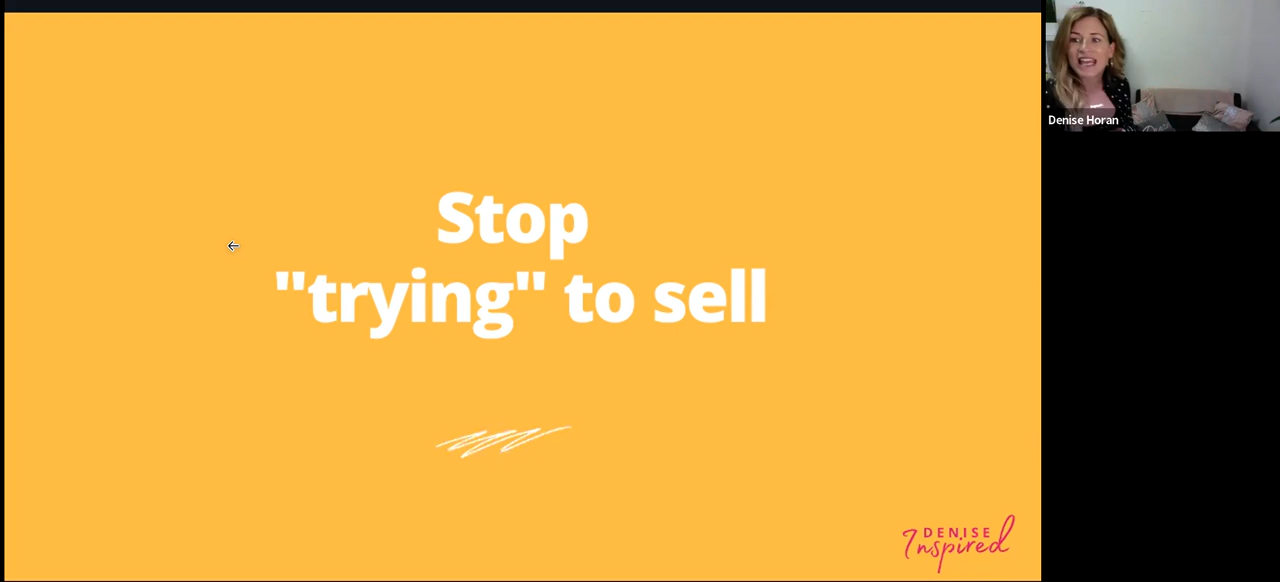 Stop
"trying" to sell
DENISE
Inspired
Denise Horan